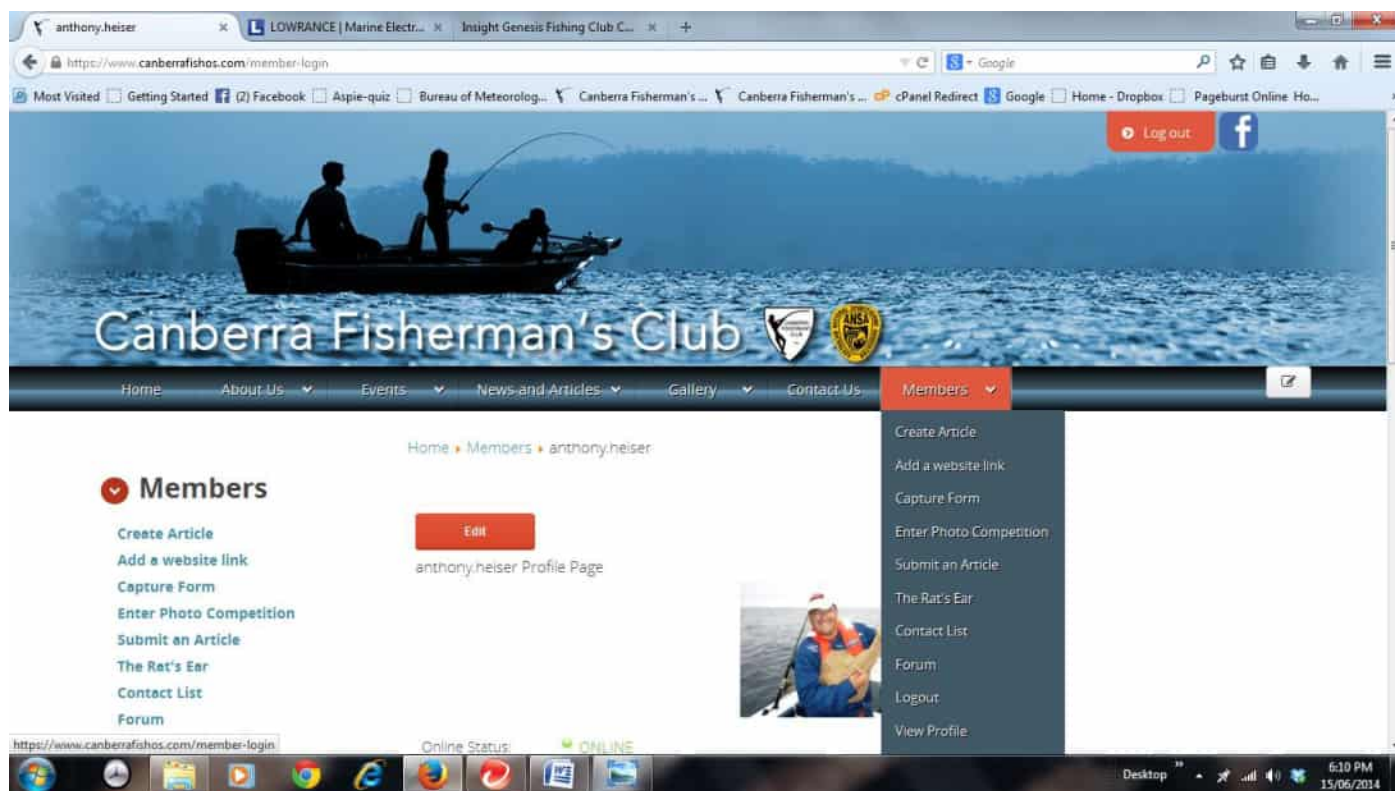 anthony.heiser
LOWRANCE | Marine Electr...
Insight Genesis Fishing Club C...
https://www.canberrafishos.com/member-login
Google
Most Visited Getting Started (2) Facebook Aspie-quiz Bureau of Meteorolog... Canberra Fisherman's ... Canberra Fisherman's ... cPanel Redirect Google Home - Dropbox Pageburst Online Ho...
Log out
Canberra Fisherman's Club
ANSA
Home About Us Events News and Articles Gallery Contact Us Members
Home Members anthony.heiser
Members
Create Article
Add a website link
Capture Form
Enter Photo Competition
Submit an Article
The Rat's Ear
Contact List
Forum
Edit
anthony.heiser Profile Page
Online Status: ONLINE
Create Article
Add a website link
Capture Form
Enter Photo Competition
Submit an Article
The Rat's Ear
Contact List
Forum
Logout
View Profile
https://www.canberrafishos.com/member-login
Desktop
6:10 PM
15/06/2014